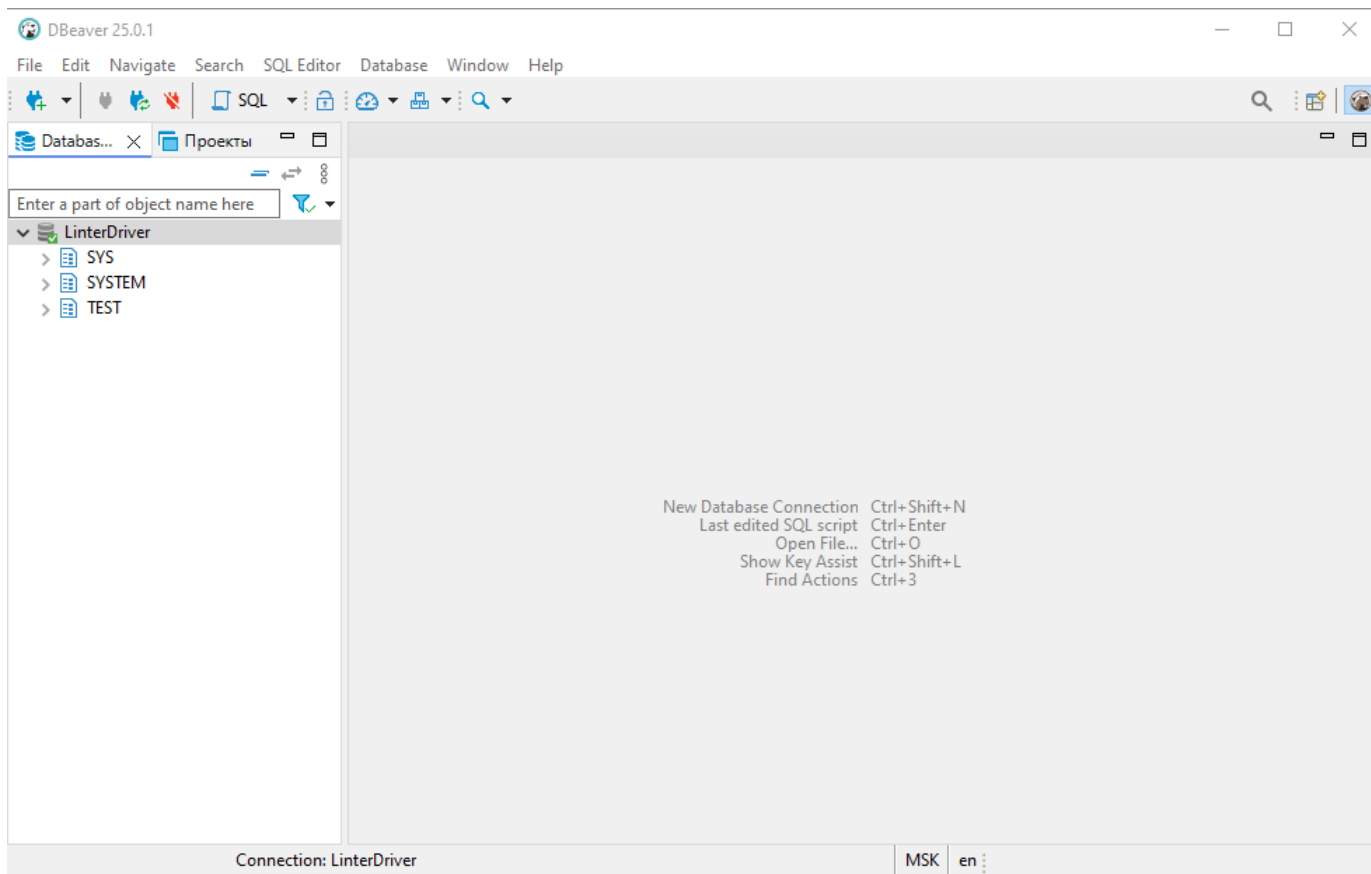 DBeaver 25.0.1
File Edit Navigate Search SQL Editor Database Window Help
SQL
Databas... Проекты
Enter a part of object name here
LinterDriver
SYS
SYSTEM
TEST
New Database Connection Ctrl+Shift+N
Last edited SQL script Ctrl+Enter
Open File... Ctrl+O
Show Key Assist Ctrl+Shift+L
Find Actions Ctrl+3
Connection: LinterDriver MSK en